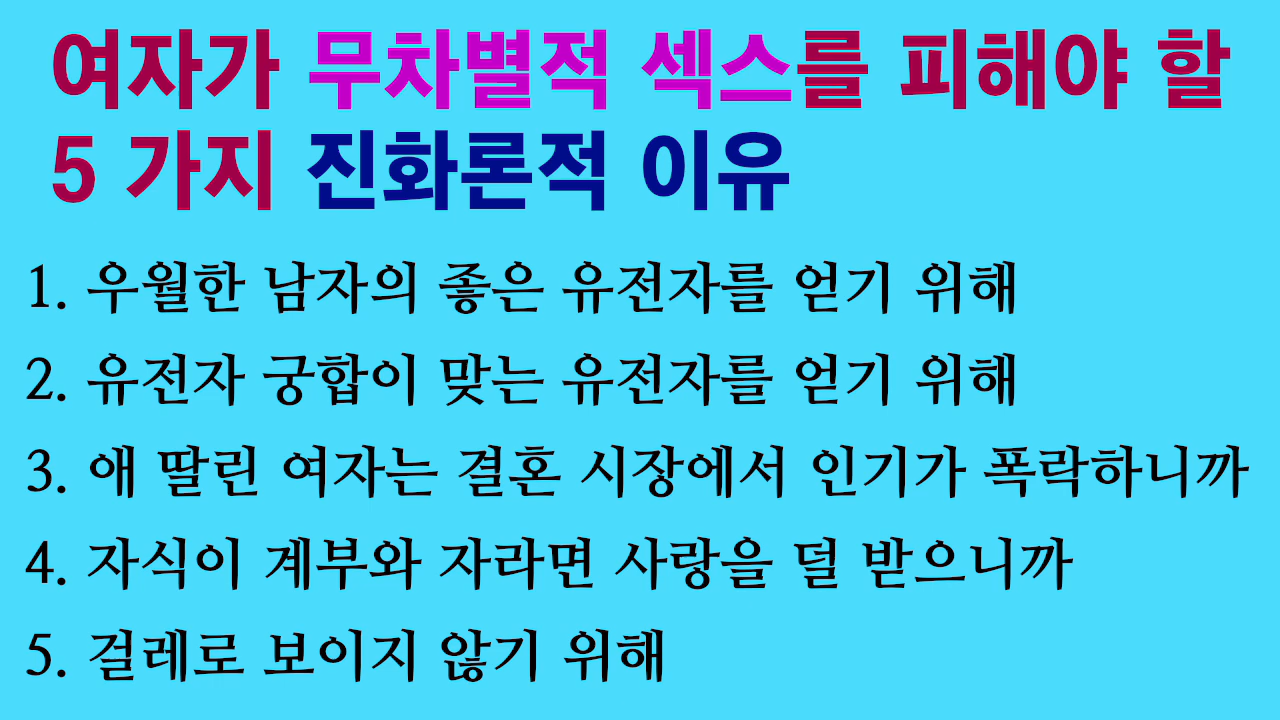 여자가 무차별적 섹스를 피해야 할
5 가지 진화론적 이유
1. 우월한 남자의 좋은 유전자를 얻기 위해
2. 유전자 궁합이 맞는 유전자를 얻기 위해
3. 애 딸린 여자는 결혼 시장에서 인기가 폭락하니까
4. 자식이 계부와 자라면 사랑을 덜 받으니까
5. 걸레로 보이지 않기 위해